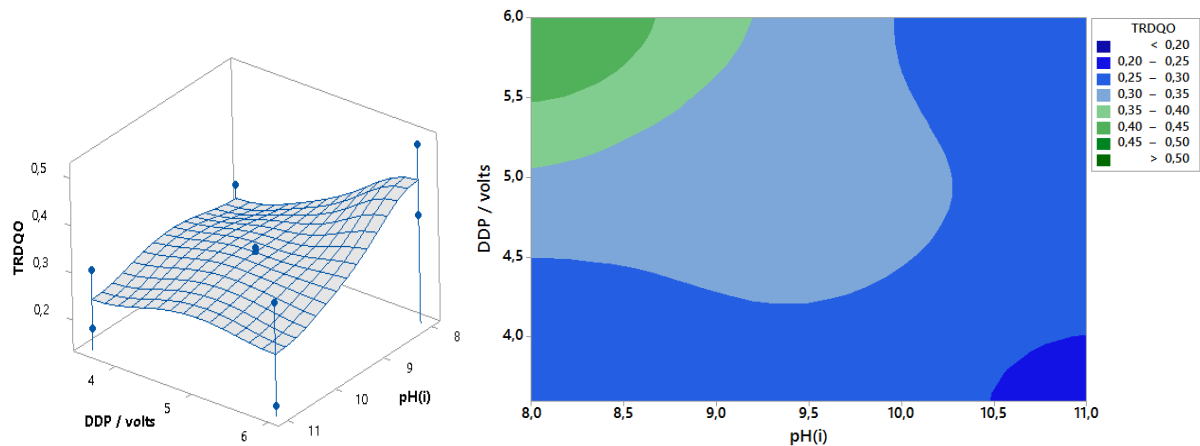 0,5
0,4
0,3
0,2
TRDQO
4
5
6
DDP / volts
8
9
10
11
pH(i)
6,0
5,5
5,0
4,5
4,0
DDP / volts
8,0 8,5 9,0 9,5 10,0 10,5 11,0
pH(i)
TRDQO
< 0,20
0,20 – 0,25
0,25 – 0,30
0,30 – 0,35
0,35 – 0,40
0,40 – 0,45
0,45 – 0,50
> 0,50